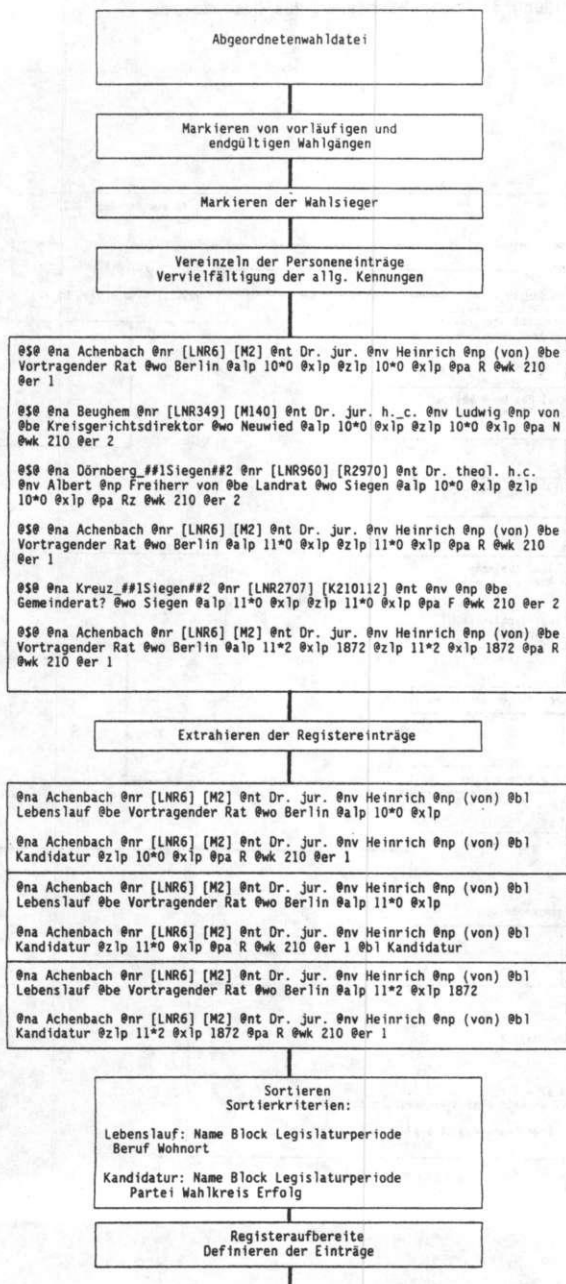 Abgeordnetenwahldatei
Markieren von vorläufigen und
endgültigen Wahlgängen
Markieren der Wahlsieger
Vereinzeln der Personeneinträge
Vervielfältigung der allg. Kennungen
@$@ @na Achenbach @nr [LNR6] [M2] @nt Dr. jur. @nv Heinrich @np (von) @be
Vortragender Rat @wo Berlin @alp 10*0 @xlp @zlp 10*0 @xlp @pa R @wk 210
@er 1
@$@ @na Beughem @nr [LNR349] [M140] @nt Dr. jur. h._c. @nv Ludwig @np von
@be Kreisgerichtsdirektor @wo Neuwied @alp 10*0 @xlp @zlp 10*0 @xlp @pa N
@wk 210 @er 2
@$@ @na Dörnberg_##1Siegen##2 @nr [LNR960] [R2970] @nt Dr. theol. h.c.
@nv Albert @np Freiherr von @be Landrat @wo Siegen @alp 10*0 @xlp @zlp
10*0 @xlp @pa Rz @wk 210 @er 2
@$@ @na Achenbach @nr [LNR6] [M2] @nt Dr. jur. @nv Heinrich @np (von) @be
Vortragender Rat @wo Berlin @alp 11*0 @xlp @zlp 11*0 @xlp @pa R @wk 210
@er 1
@$@ @na Kreuz_##1Siegen##2 @nr [LNR2707] [K210112] @nt @nv @np @be
Gemeinderat? @wo Siegen @alp 11*0 @xlp @zlp 11*0 @xlp @pa F @wk 210 @er 2
@$@ @na Achenbach @nr [LNR6] [M2] @nt Dr. jur. @nv Heinrich @np (von) @be
Vortragender Rat @wo Berlin @alp 11*2 @xlp 1872 @zlp 11*2 @xlp 1872 @pa R
@wk 210 @er 1
Extrahieren der Registereinträge
@na Achenbach @nr [LNR6] [M2] @nt Dr. jur. @nv Heinrich @np (von) @bl
Lebenslauf @be Vortragender Rat @wo Berlin @alp 10*0 @xlp
@na Achenbach @nr [LNR6] [M2] @nt Dr. jur. @nv Heinrich @np (von) @bl
Kandidatur @zlp 10*0 @xlp @pa R @wk 210 @er 1
@na Achenbach @nr [LNR6] [M2] @nt Dr. jur. @nv Heinrich @np (von) @bl
Lebenslauf @be Vortragender Rat @wo Berlin @alp 11*0 @xlp
@na Achenbach @nr [LNR6] [M2] @nt Dr. jur. @nv Heinrich @np (von) @bl
Kandidatur @zlp 11*0 @xlp @pa R @wk 210 @er 1 @bl Kandidatur
@na Achenbach @nr [LNR6] [M2] @nt Dr. jur. @nv Heinrich @np (von) @bl
Lebenslauf @be Vortragender Rat @wo Berlin @alp 11*2 @xlp 1872
@na Achenbach @nr [LNR6] [M2] @nt Dr. jur. @nv Heinrich @np (von) @bl
Kandidatur @zlp 11*2 @xlp 1872 @pa R @wk 210 @er 1
Sortieren
Sortierkriterien:
Lebenslauf: Name Block Legislaturperiode
Beruf Wohnort
Kandidatur: Name Block Legislaturperiode
Partei Wahlkreis Erfolg
Registeraufbereite
Definieren der Einträge